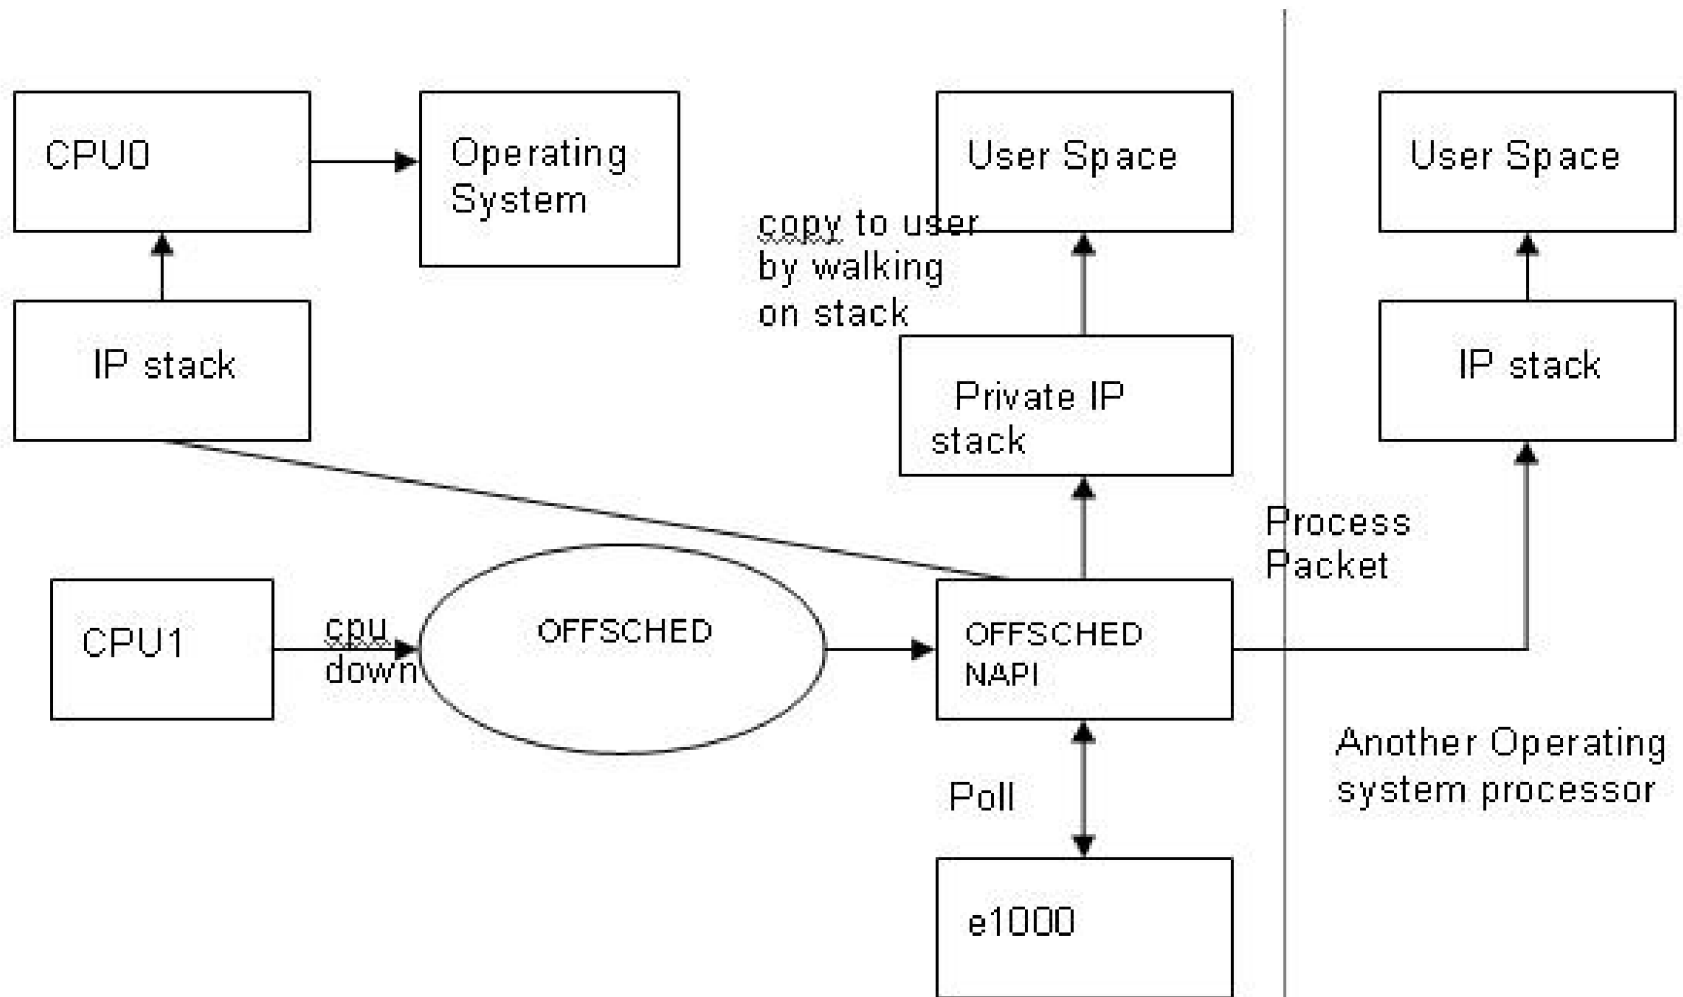 CPU0
Operating
System
User Space
User Space
copy to user
by walking
on stack
IP stack
Private IP
stack
IP stack
Process
Packet
CPU1
cpu
down
OFFSCHED
OFFSCHED
NAPI
Another Operating
system processor
Poll
e1000